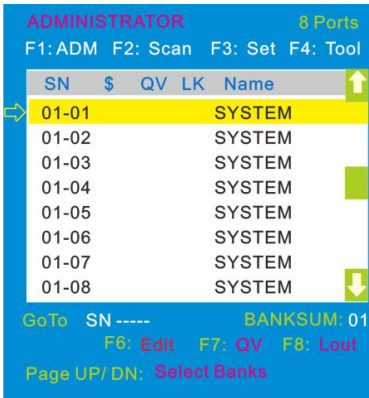 ADMINISTRATOR 8 Ports
F1: ADM F2: Scan F3: Set F4: Tool
SN $ QV LK Name
01-01 SYSTEM
01-02 SYSTEM
01-03 SYSTEM
01-04 SYSTEM
01-05 SYSTEM
01-06 SYSTEM
01-07 SYSTEM
01-08 SYSTEM
GoTo SN ----- BANKSUM: 01
F6: Edit F7: QV F8: Lout
Page UP/ DN: Select Banks